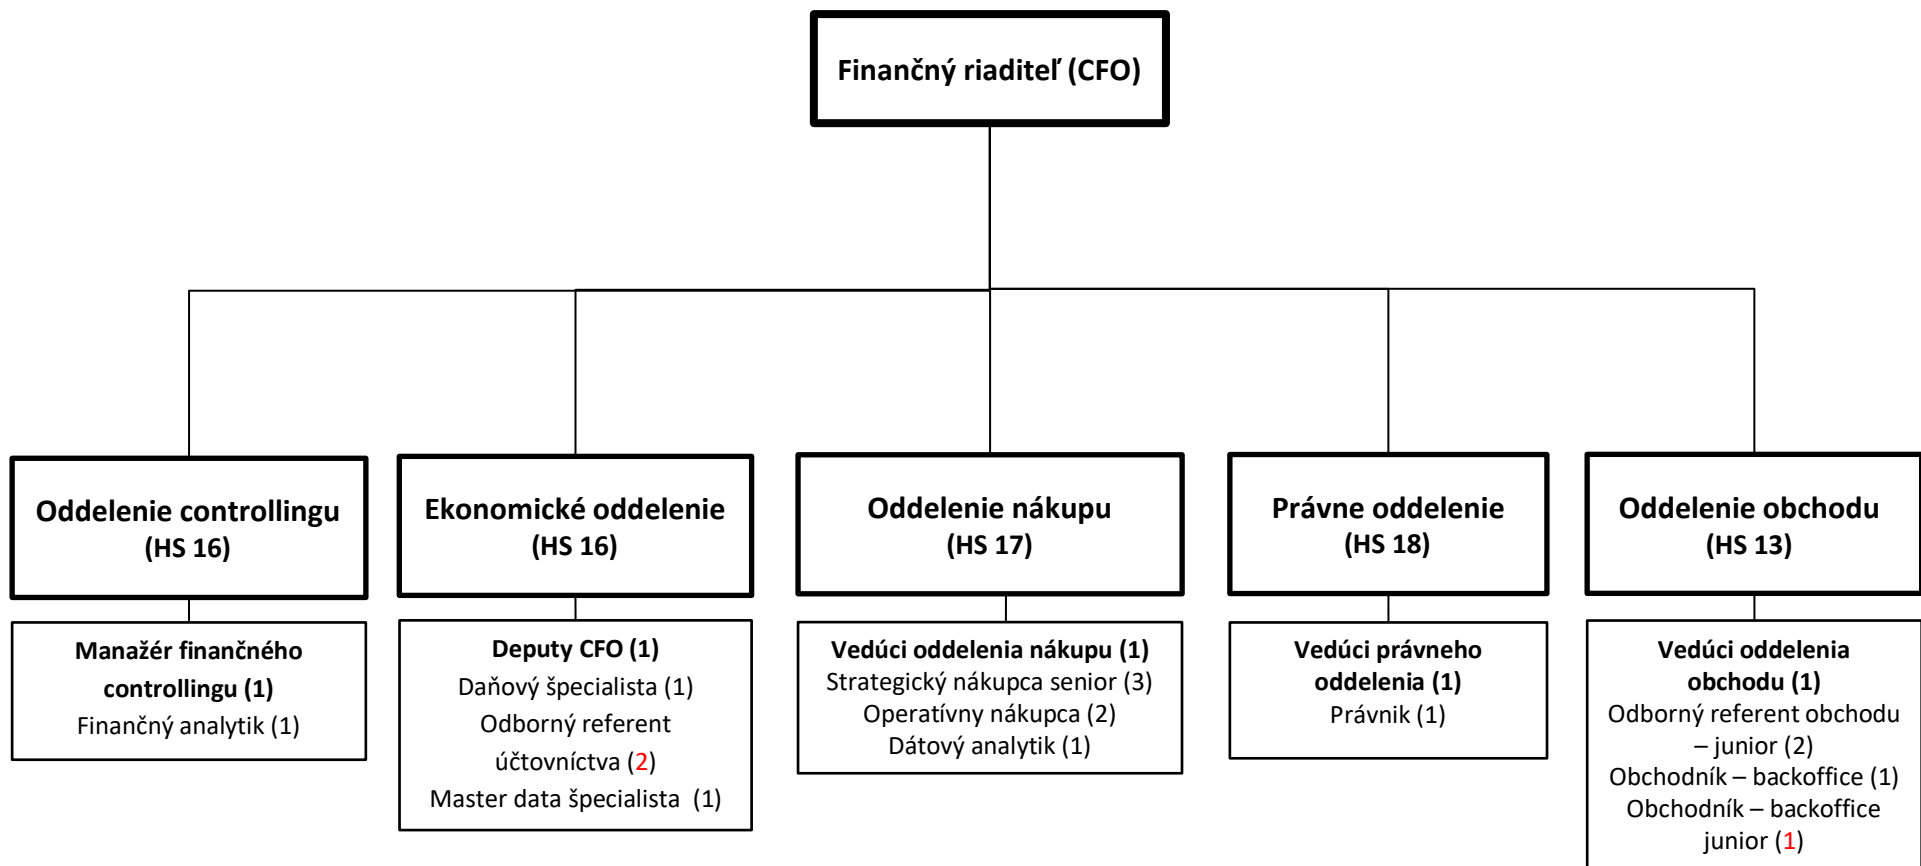 Finančný riaditeľ (CFO)
Oddelenie controllingu
(HS 16)
Manažér finančného
controllingu (1)
Finančný analytik (1)
Ekonomické oddelenie
(HS 16)
Deputy CFO (1)
Daňový špecialista (1)
Odborný referent
účtovníctva (2)
Master data špecialista (1)
Oddelenie nákupu
(HS 17)
Vedúci oddelenia nákupu (1)
Strategický nákupca senior (3)
Operatívny nákupca (2)
Dátový analytik (1)
Právne oddelenie
(HS 18)
Vedúci právneho
oddelenia (1)
Právnik (1)
Oddelenie obchodu
(HS 13)
Vedúci oddelenia
obchodu (1)
Odborný referent obchodu
– junior (2)
Obchodník – backoffice (1)
Obchodník – backoffice
junior (1)